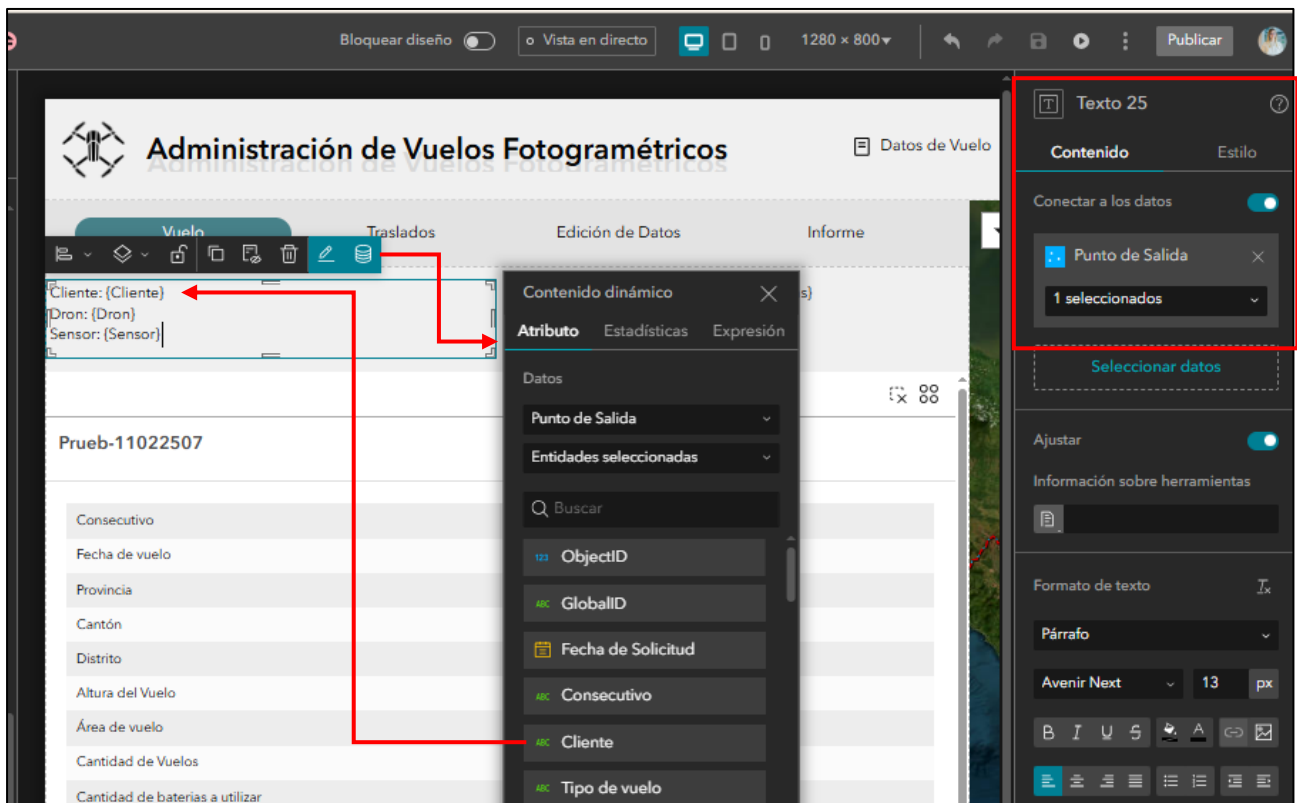 Bloquear diseño
Vista en directo
1280 × 800
Publicar
Administración de Vuelos Fotogramétricos
Datos de Vuelo
Vuelo
Traslados
Edición de Datos
Informe
Cliente: {Cliente}
Dron: {Dron}
Sensor: {Sensor}
s}
Prueb-11022507
Consecutivo
Fecha de vuelo
Provincia
Cantón
Distrito
Altura del Vuelo
Área de vuelo
Cantidad de Vuelos
Cantidad de baterias a utilizar
Contenido dinámico
Atributo Estadísticas Expresión
Datos
Punto de Salida
Entidades seleccionadas
Buscar
123 ObjectID
ABC GlobalID
Fecha de Solicitud
ABC Consecutivo
ABC Cliente
ABC Tipo de vuelo
Texto 25
Contenido Estilo
Conectar a los datos
Punto de Salida
1 seleccionados
Seleccionar datos
Ajustar
Información sobre herramientas
Formato de texto
Párrafo
Avenir Next 13 px
B I U S A